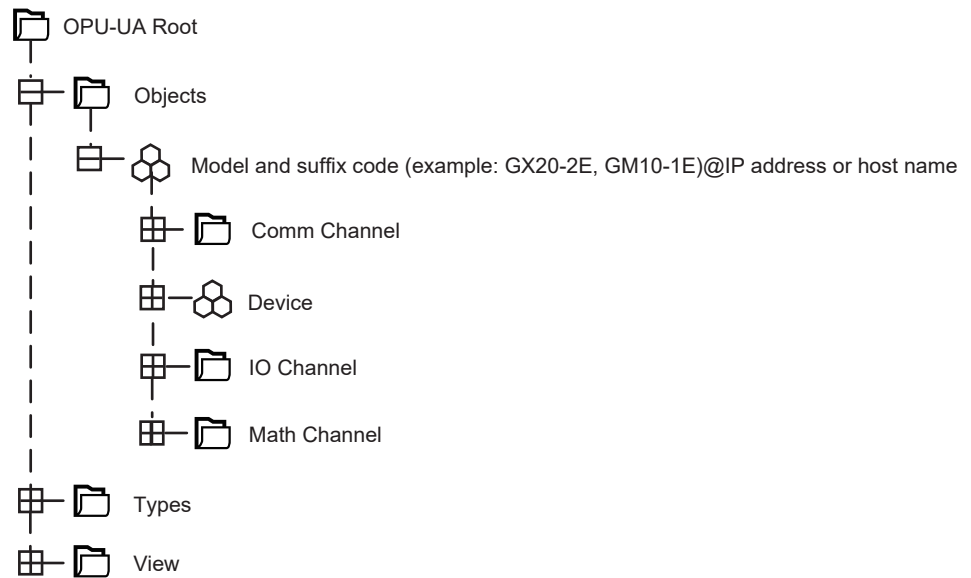 OPU-UA Root
Objects
Model and suffix code (example: GX20-2E, GM10-1E)@IP address or host name
Comm Channel
Device
IO Channel
Math Channel
Types
View